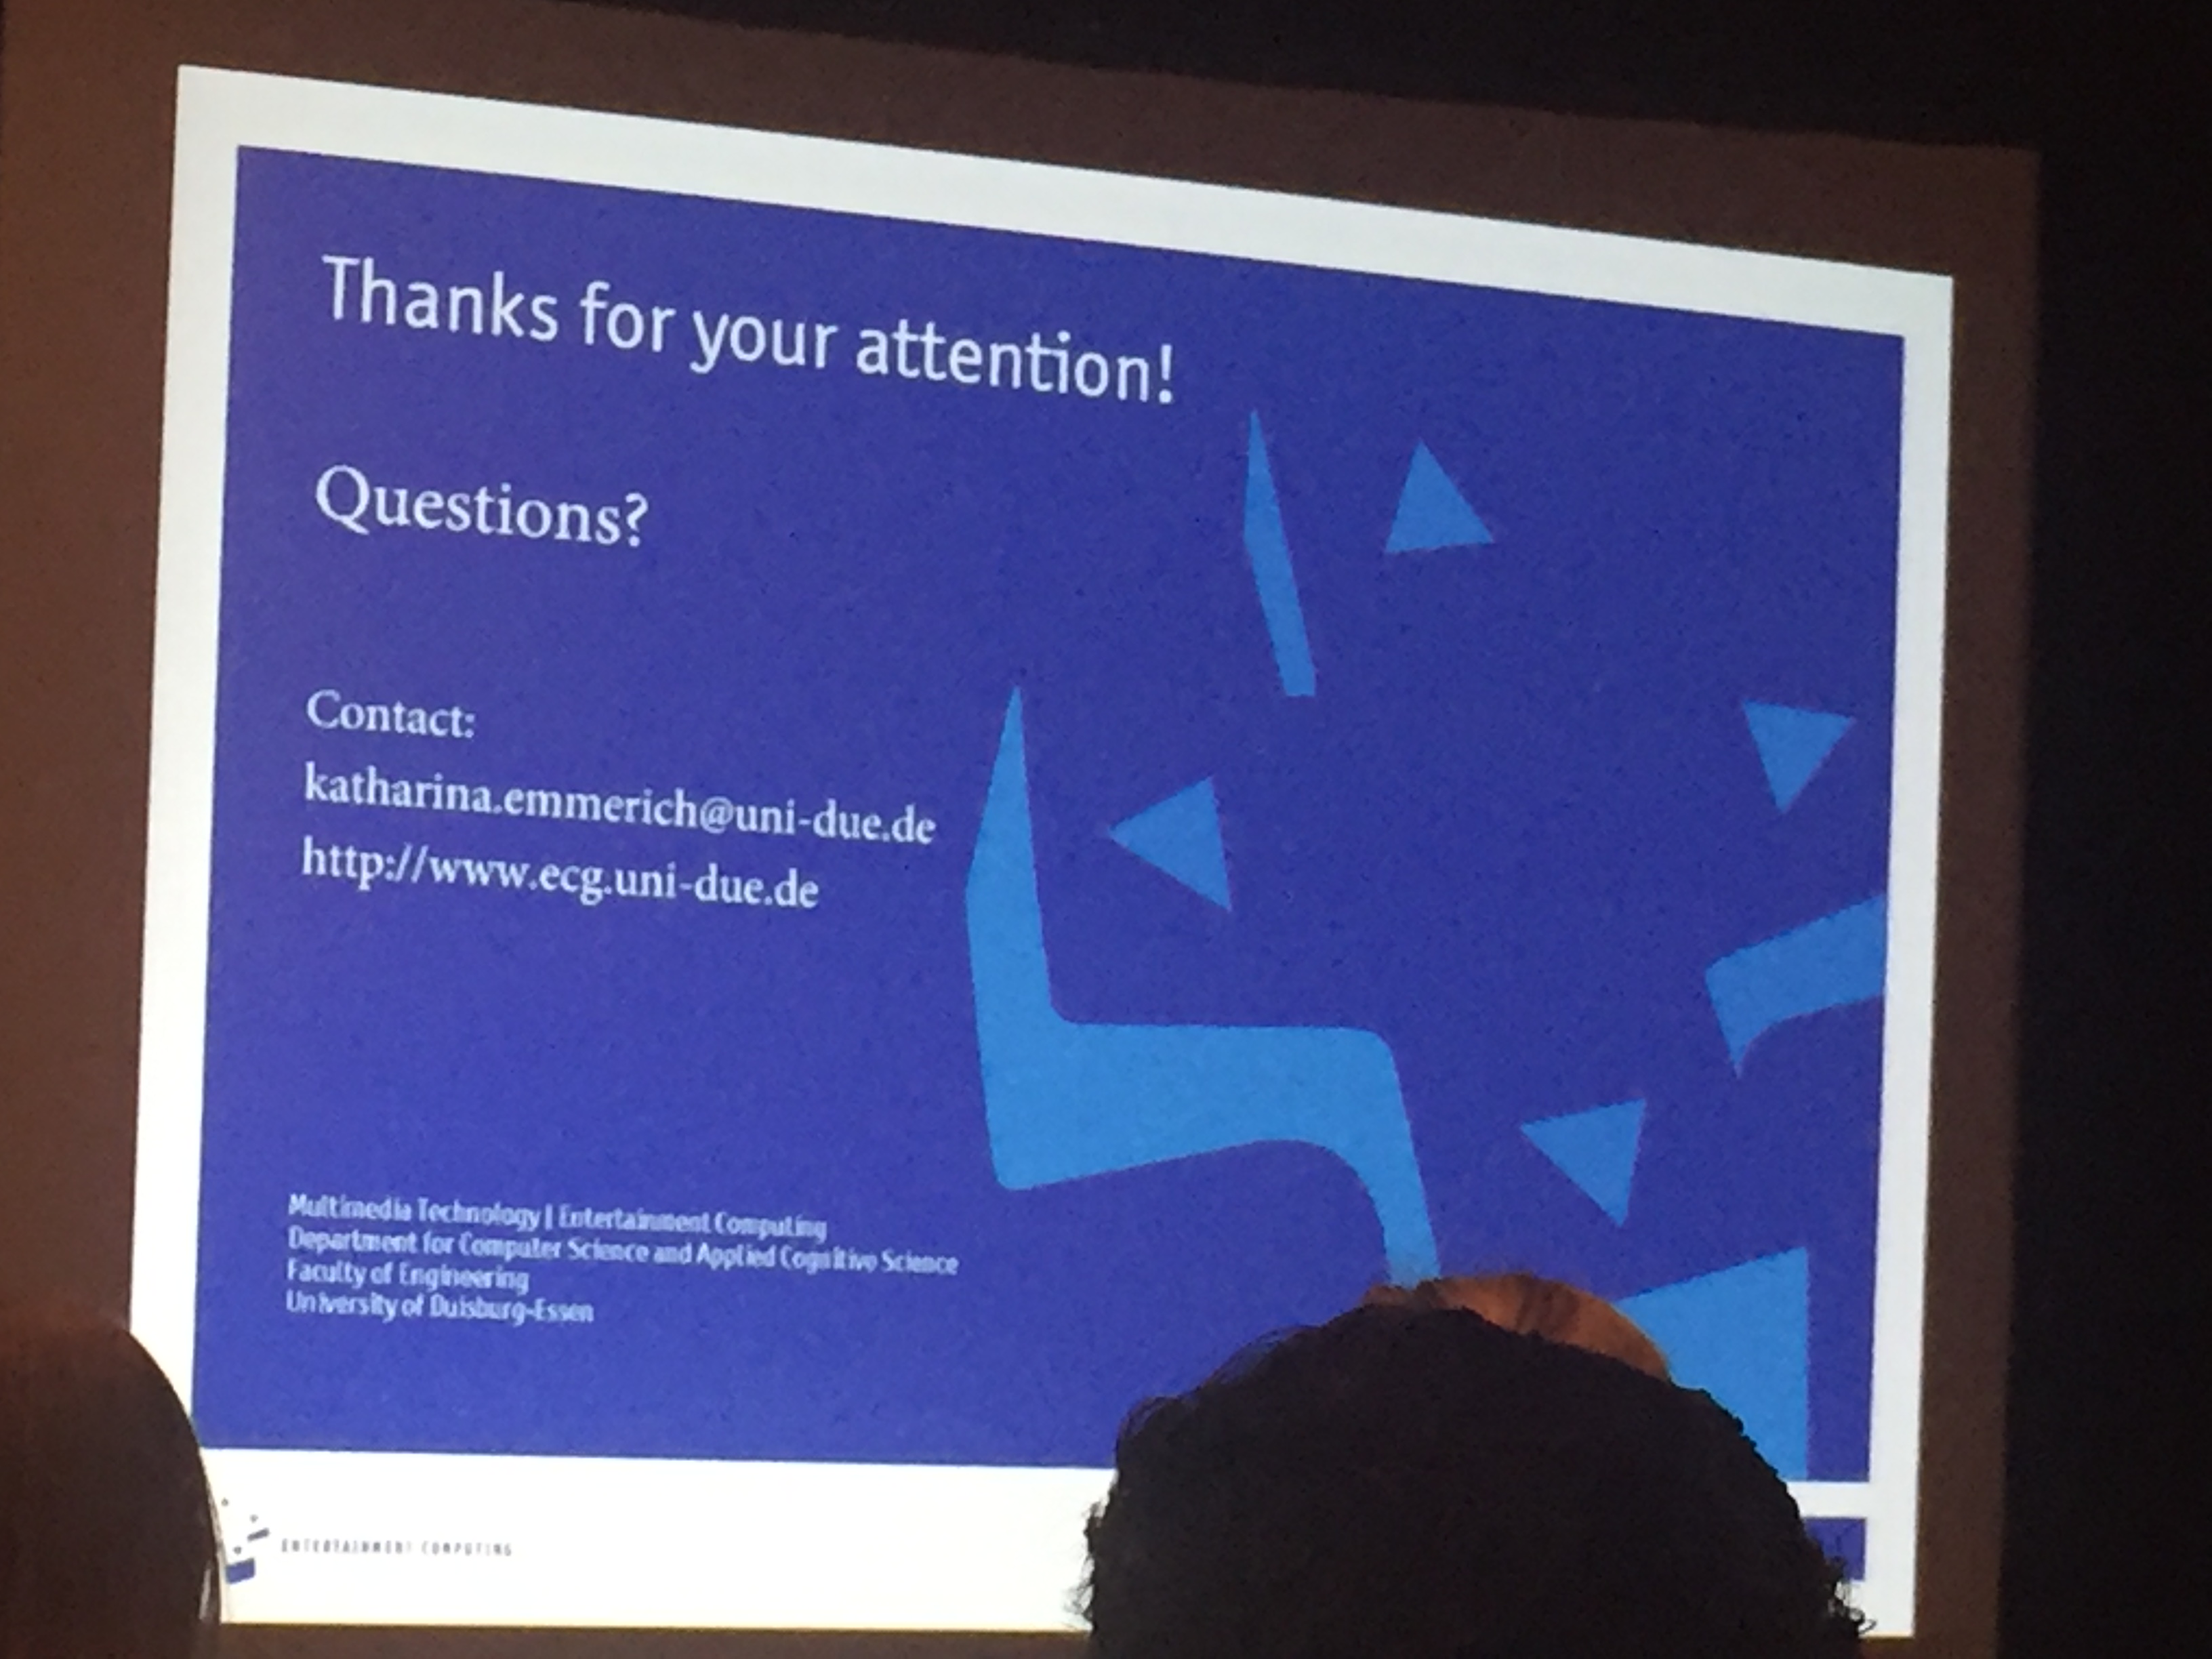 Thanks for your attention!
Questions?
Contact:
katharina.emmerich@uni-due.de
http://www.ecg.uni-due.de
Multimedia Technology | Entertainment Computing
Department for Computer Science and Applied Cognitive Science
Faculty of Engineering
University of Duisburg-Essen
ENTERTAINMENT COMPUTING